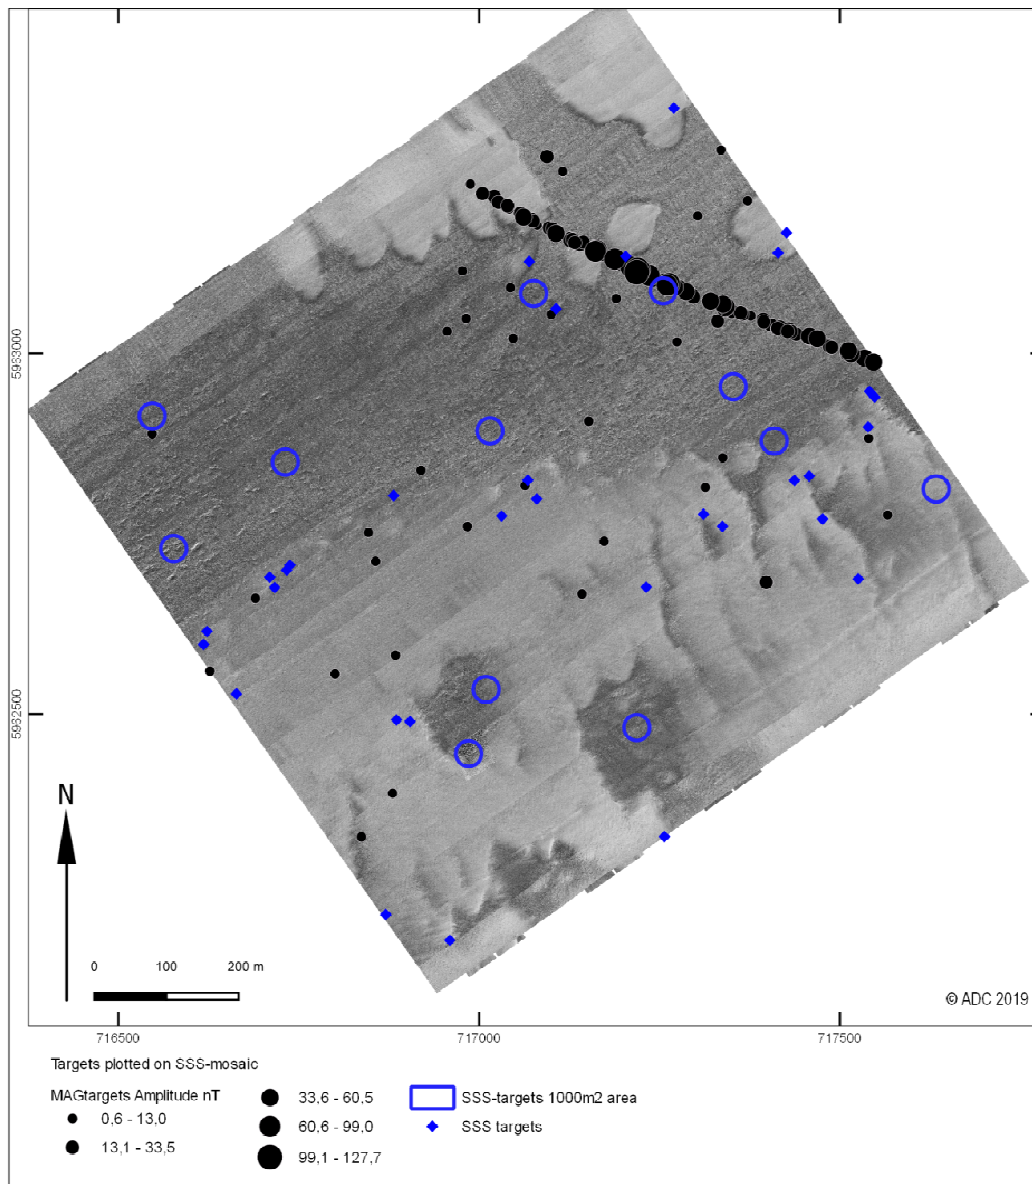 5983000
5982500
N
0 100 200 m
© ADC 2019
716500 717000 717500
Targets plotted on SSS-mosaic
MAGtargets Amplitude nT
0,6 - 13,0
13,1 - 33,5
33,6 - 60,5
60,6 - 99,0
99,1 - 127,7
SSS-targets 1000m2 area
SSS targets